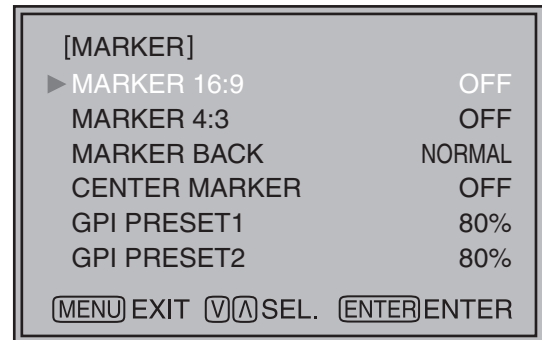 [MARKER]
▶ MARKER 16:9 OFF
MARKER 4:3 OFF
MARKER BACK NORMAL
CENTER MARKER OFF
GPI PRESET1 80%
GPI PRESET2 80%
MENU EXIT V Λ SEL. ENTER ENTER